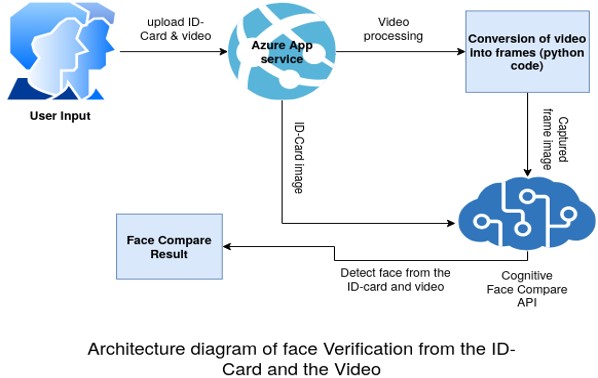 upload ID-
Card & video
Azure App
service
Video
processing
Conversion of video
into frames (python
code)
User Input
ID-Card image
Captured
frame image
Face Compare
Result
Detect face from the
ID-card and video
Cognitive
Face Compare
API
Architecture diagram of face Verification from the ID-
Card and the Video